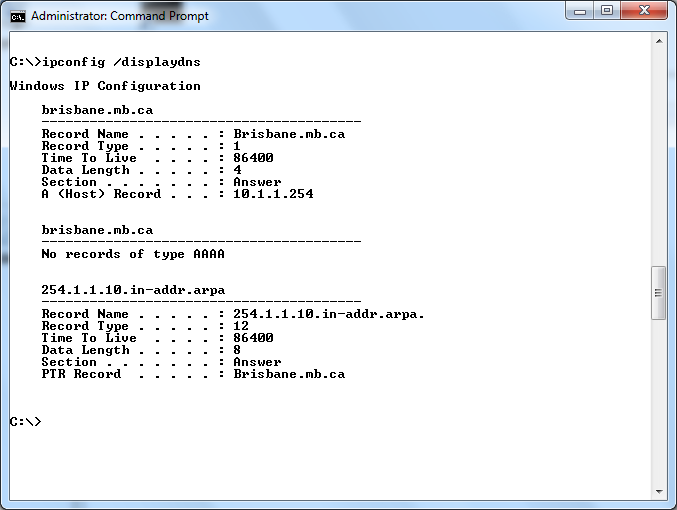 Administrator: Command Prompt
C:\>ipconfig /displaydns
Windows IP Configuration
brisbane.mb.ca
----------------------------------------
Record Name . . . . . : Brisbane.mb.ca
Record Type . . . . . : 1
Time To Live  . . . . : 86400
Data Length . . . . . : 4
Section . . . . . . . : Answer
A (Host) Record . . . : 10.1.1.254
brisbane.mb.ca
----------------------------------------
No records of type AAAA
254.1.1.10.in-addr.arpa
----------------------------------------
Record Name . . . . . : 254.1.1.10.in-addr.arpa.
Record Type . . . . . : 12
Time To Live  . . . . : 86400
Data Length . . . . . : 8
Section . . . . . . . : Answer
PTR Record  . . . . . : Brisbane.mb.ca
C:\>